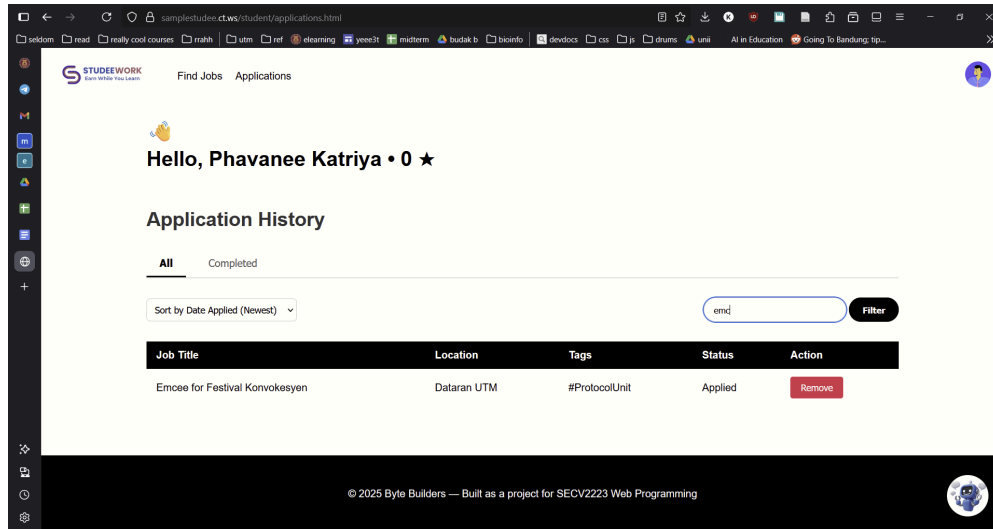 samplestudee.ct.ws/student/applications.html
seldom read really cool courses rrahh utm ref elearning yeee3t midterm budak b bioinfo devdocs css js drums unii AI in Education Going To Bandung; tip...
STUDEEWORK
Earn While You Learn
Find Jobs Applications
m
e
Hello, Phavanee Katriya • 0 ★
Application History
All Completed
Sort by Date Applied (Newest) emc Filter
Job Title Location Tags Status Action
Emcee for Festival Konvokesyen Dataran UTM #ProtocolUnit Applied Remove
© 2025 Byte Builders — Built as a project for SECV2223 Web Programming